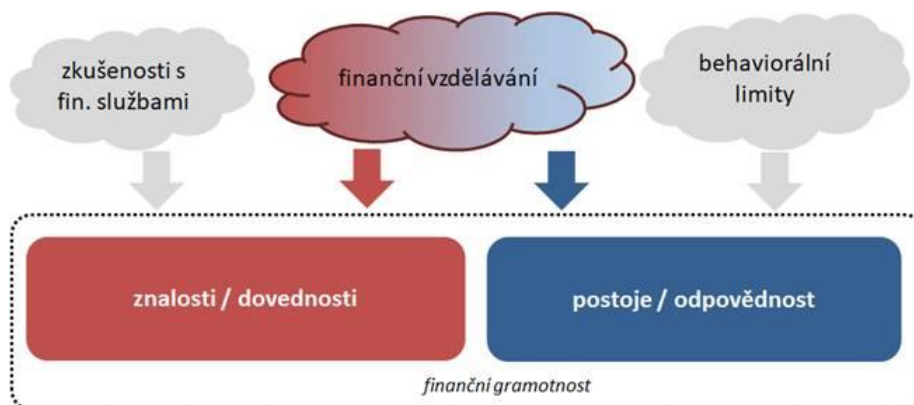 zkušenosti s
fin. službami
finanční vzdělávání
behaviorální
limity
znalosti / dovednosti
postoje / odpovědnost
finanční gramotnost